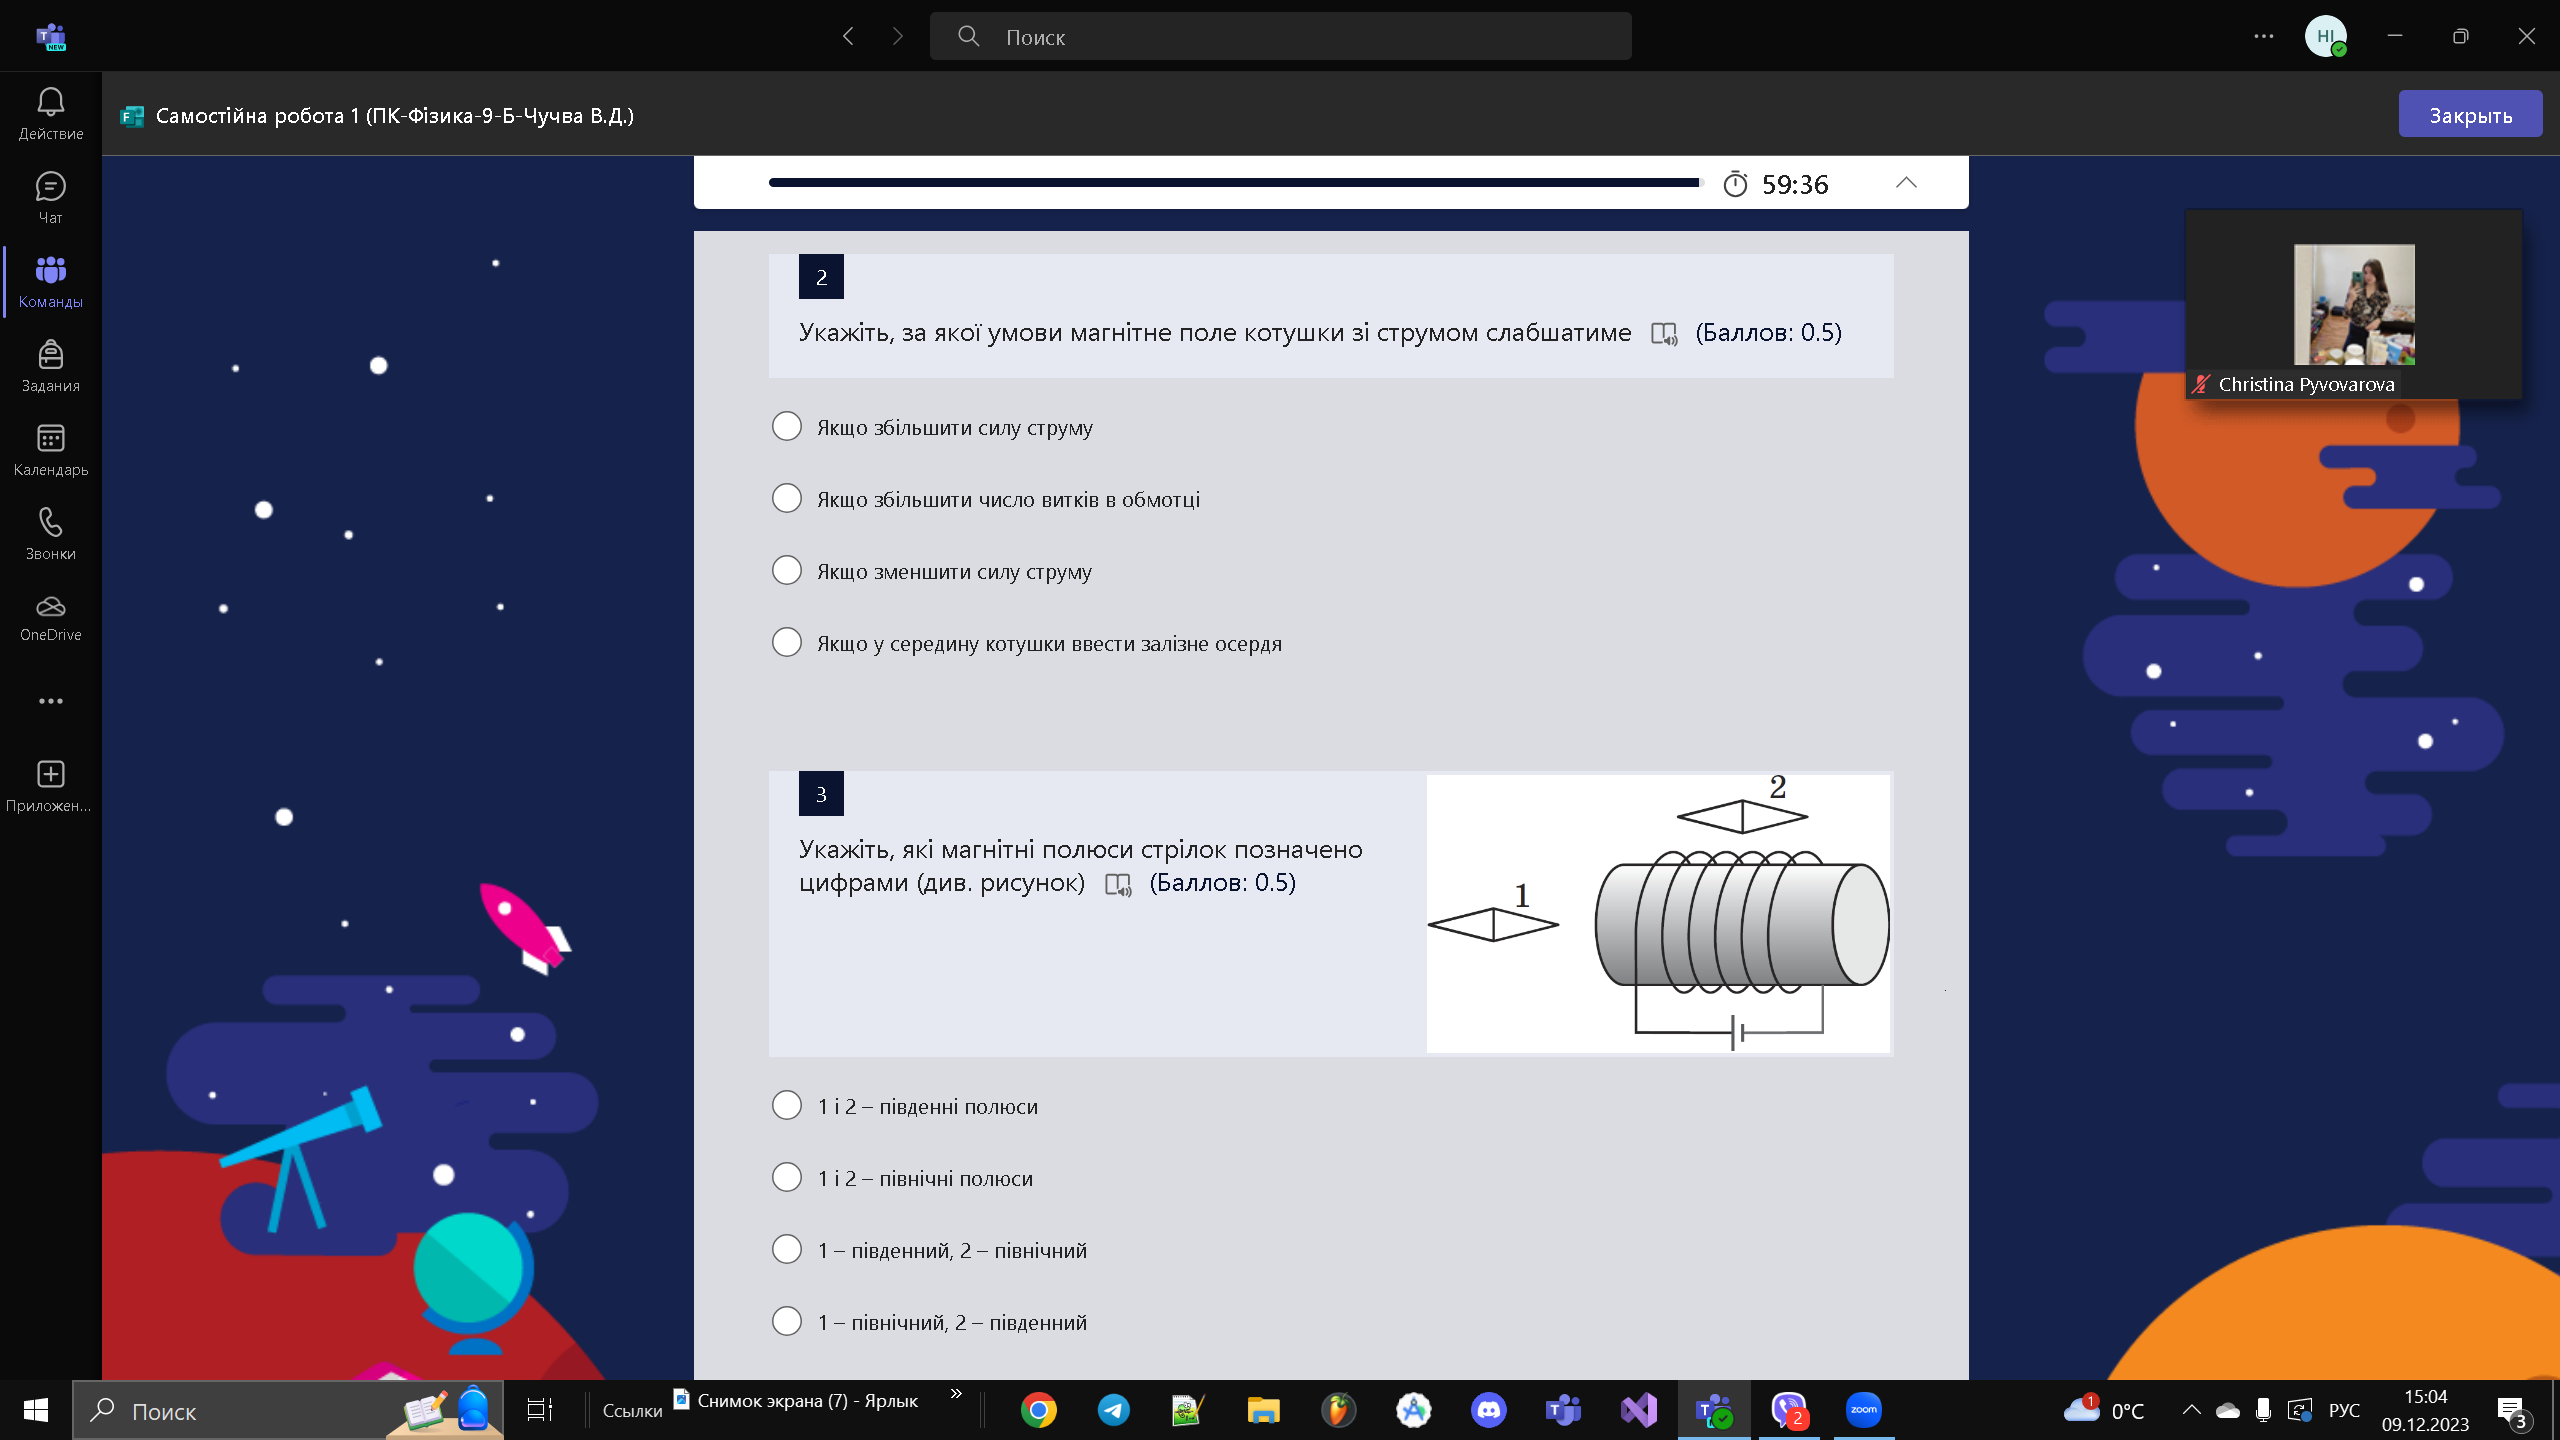 T
NEW
Поиск
HI
F
Самостійна робота 1 (ПК-Фізика-9-Б-Чучва В.Д.)
Закрыть
Действие
Чат
Команды
Задания
Календарь
Звонки
OneDrive
Приложен...
59:36
Christina Pyvovarova
2
Укажіть, за якої умови магнітне поле котушки зі струмом слабшатиме (Баллов: 0.5)
Якщо збільшити силу струму
Якщо збільшити число витків в обмотці
Якщо зменшити силу струму
Якщо у середину котушки ввести залізне осердя
3
Укажіть, які магнітні полюси стрілок позначено
цифрами (див. рисунок) (Баллов: 0.5)
2
1
1 і 2 – південні полюси
1 і 2 – північні полюси
1 – південний, 2 – північний
1 – північний, 2 – південний
Поиск
Ссылки
Снимок экрана (7) - Ярлык
»
T
T
2
zoom
1
0°C
РУС
15:04
09.12.2023
3